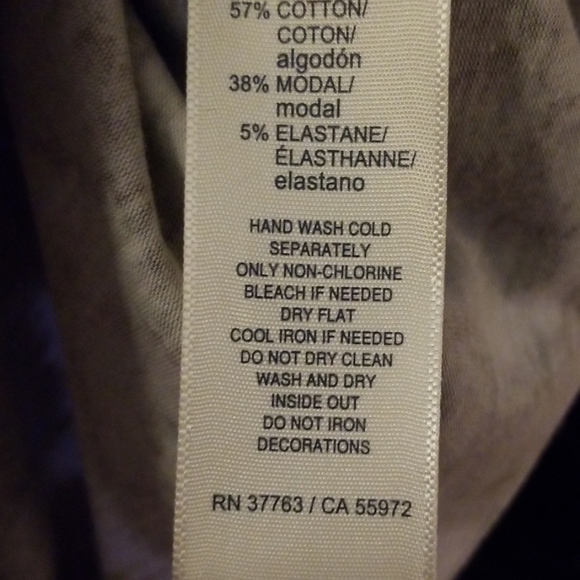 57% COTTON/
COTON/
algodón
38% MODAL/
modal
5% ELASTANE/
ÉLASTHANNE/
elastano
HAND WASH COLD
SEPARATELY
ONLY NON-CHLORINE
BLEACH IF NEEDED
DRY FLAT
COOL IRON IF NEEDED
DO NOT DRY CLEAN
WASH AND DRY
INSIDE OUT
DO NOT IRON
DECORATIONS
RN 37763 / CA 55972